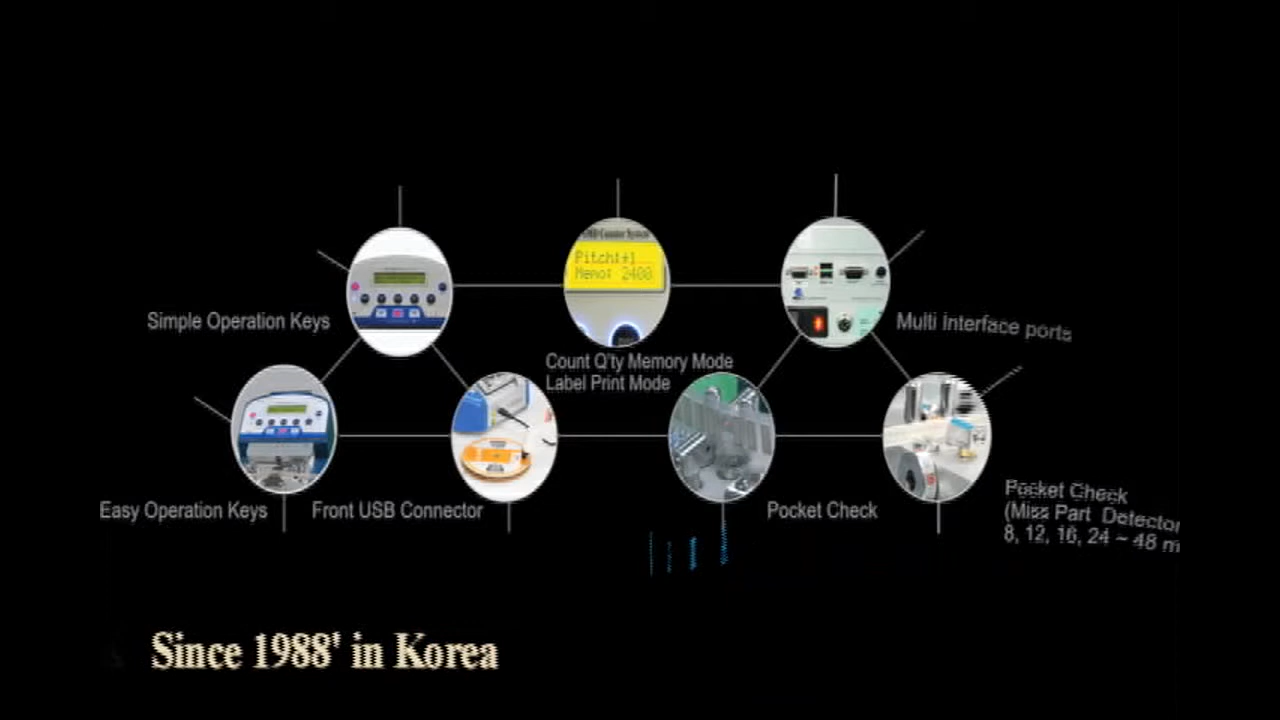 Counter System
Pitch:+1
Memo: 2400
Simple Operation Keys
Multi Interface ports
Count Q'ty Memory Mode
Label Print Mode
Easy Operation Keys
Front USB Connector
Pocket Check
Pocket Check
(Miss Part Detector
8, 12, 16, 24 ~ 48 m
Since 1988' in Korea